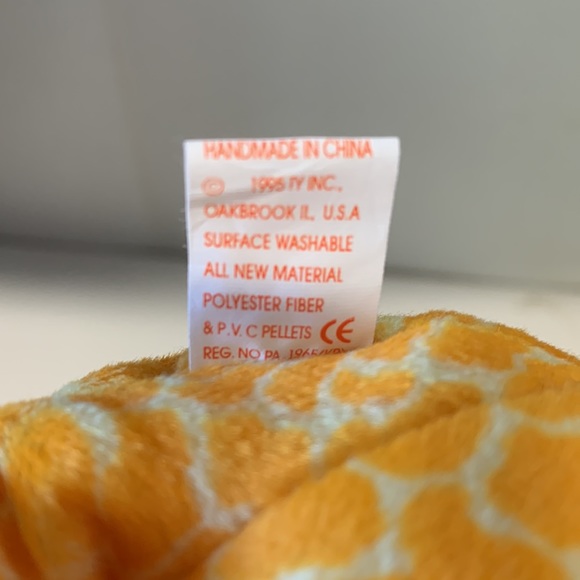 HANDMADE IN CHINA
© 1995 TY INC.,
OAKBROOK IL, U.S.A
SURFACE WASHABLE
ALL NEW MATERIAL
POLYESTER FIBER
& P.V.C PELLETS CE
REG. NO PA. 1965